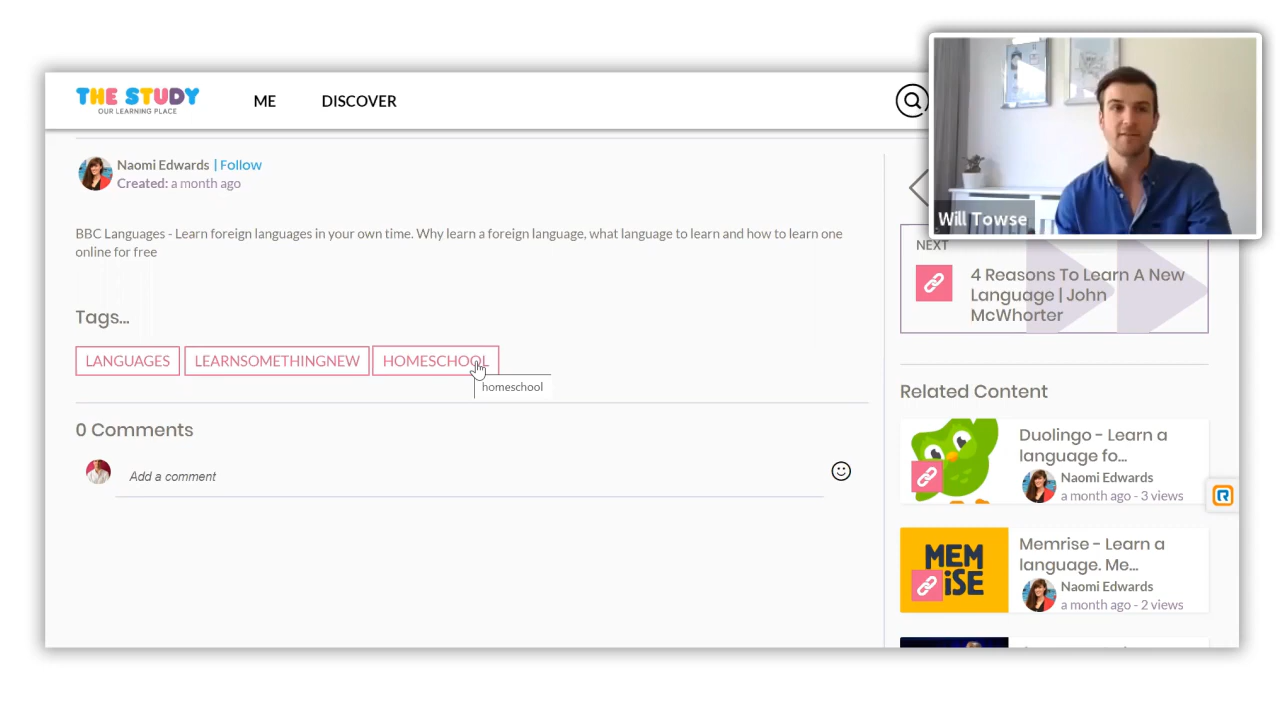 THE STUDY
OUR LEARNING PLACE
ME
DISCOVER
Naomi Edwards | Follow
Created: a month ago
BBC Languages - Learn foreign languages in your own time. Why learn a foreign language, what language to learn and how to learn one
online for free
Tags...
LANGUAGES
LEARNSOMETHINGNEW
HOMESCHOOL
homeschool
0 Comments
Add a comment
Will Towse
NEXT
4 Reasons To Learn A New
Language | John
McWhorter
Related Content
Duolingo - Learn a
language fo...
Naomi Edwards
a month ago - 3 views
MEM
iSE
Memrise - Learn a
language. Me...
Naomi Edwards
a month ago - 2 views
R